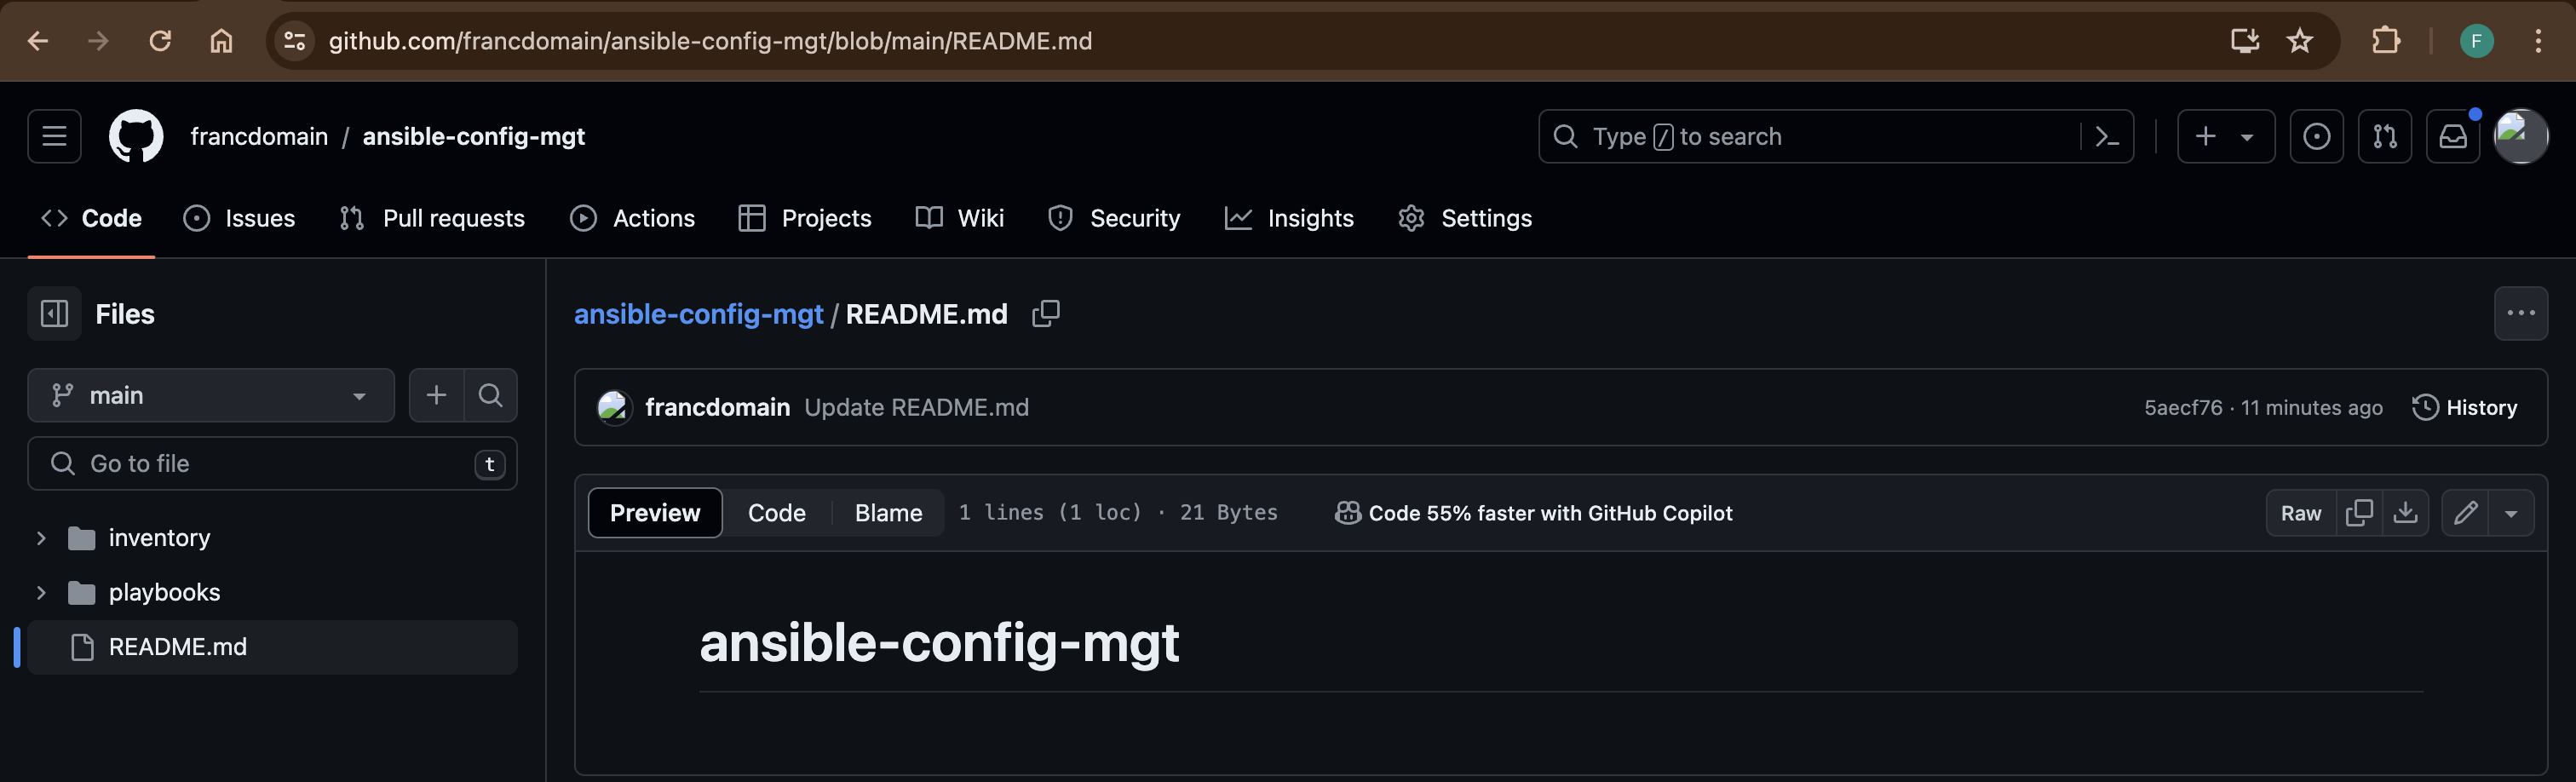 github.com/francdomain/ansible-config-mgt/blob/main/README.md
F
francdomain / ansible-config-mgt
Type / to search
Code Issues Pull requests Actions Projects Wiki Security Insights Settings
Files
ansible-config-mgt / README.md
main
francdomain Update README.md
5aecf76 · 11 minutes ago History
Go to file t
Preview Code Blame 1 lines (1 loc) · 21 Bytes Code 55% faster with GitHub Copilot Raw
inventory
playbooks
README.md
ansible-config-mgt